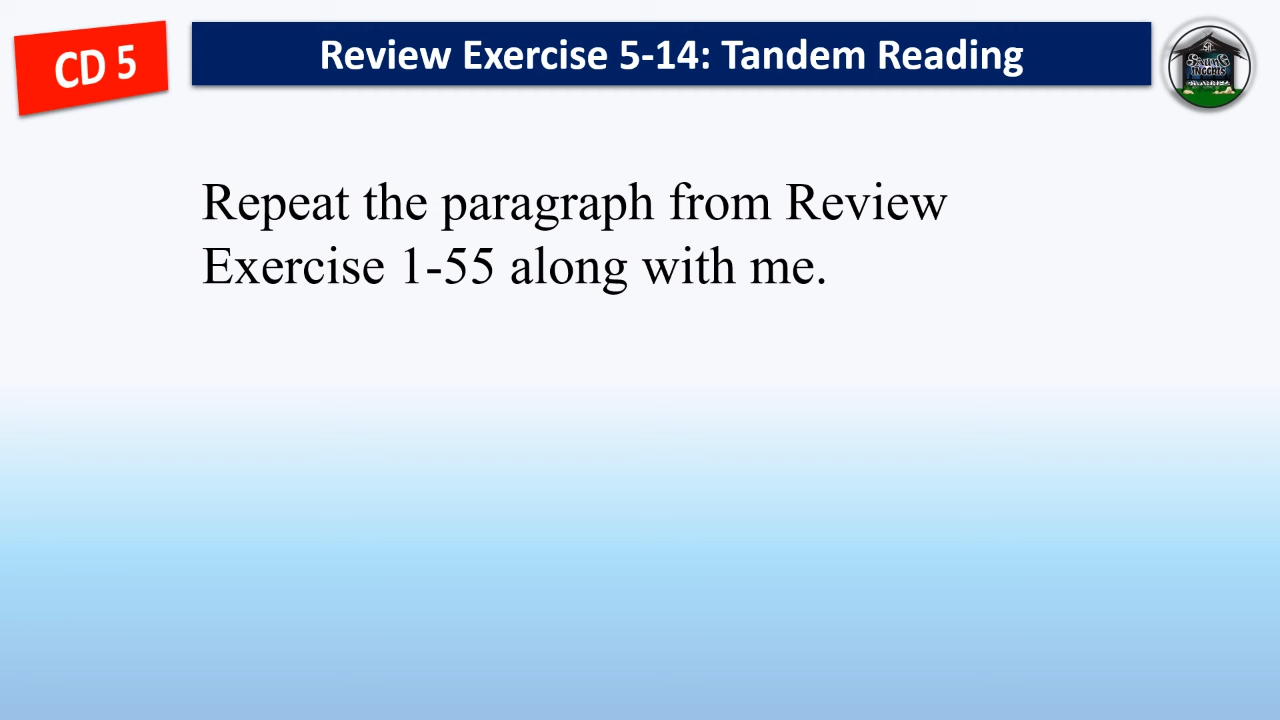 CD 5
Review Exercise 5-14: Tandem Reading
INGGRIS
Repeat the paragraph from Review
Exercise 1-55 along with me.